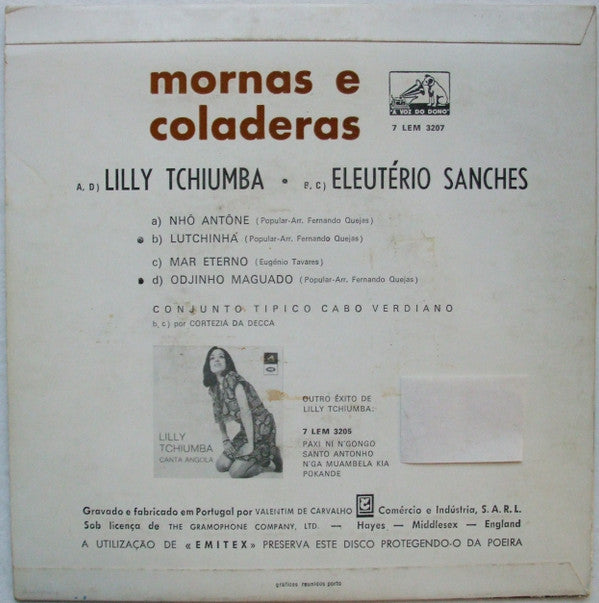 mornas e
coladeras
"A VOZ DO DONO"
7 LEM 3207
A, D) LILLY TCHIUMBA • B, C) ELEUTÉRIO SANCHES
a) NHÔ ANTÔNE (Popular-Arr. Fernando Quejas)
b) LUTCHINHA (Popular-Arr. Fernando Quejas)
c) MAR ETERNO (Eugénio Tavares)
d) ODJINHO MAGUADO (Popular-Arr. Fernando Quejas)
CONJUNTO TIPICO CABO VERDIANO
b, c) por CORTEZIA DA DECCA
LILLY
TCHIUMBA
CANTA ANGOLA
OUTRO ÊXITO DE
LILLY TCHIUMBA:
7 LEM 3205
PAXI NÍ N'GONGO
SANTO ANTONHO
N'GA MUAMBELA KIA
POKANDE
Gravado e fabricado em Portugal por VALENTIM DE CARVALHO Comércio e Indústria, S. A. R. L.
Sob licença de THE GRAMOPHONE COMPANY, LTD. — Hayes — Middlesex — England
A UTILIZAÇÃO DE «EMITEX» PRESERVA ESTE DISCO PROTEGENDO-O DA POEIRA
gráficos reunidos porto